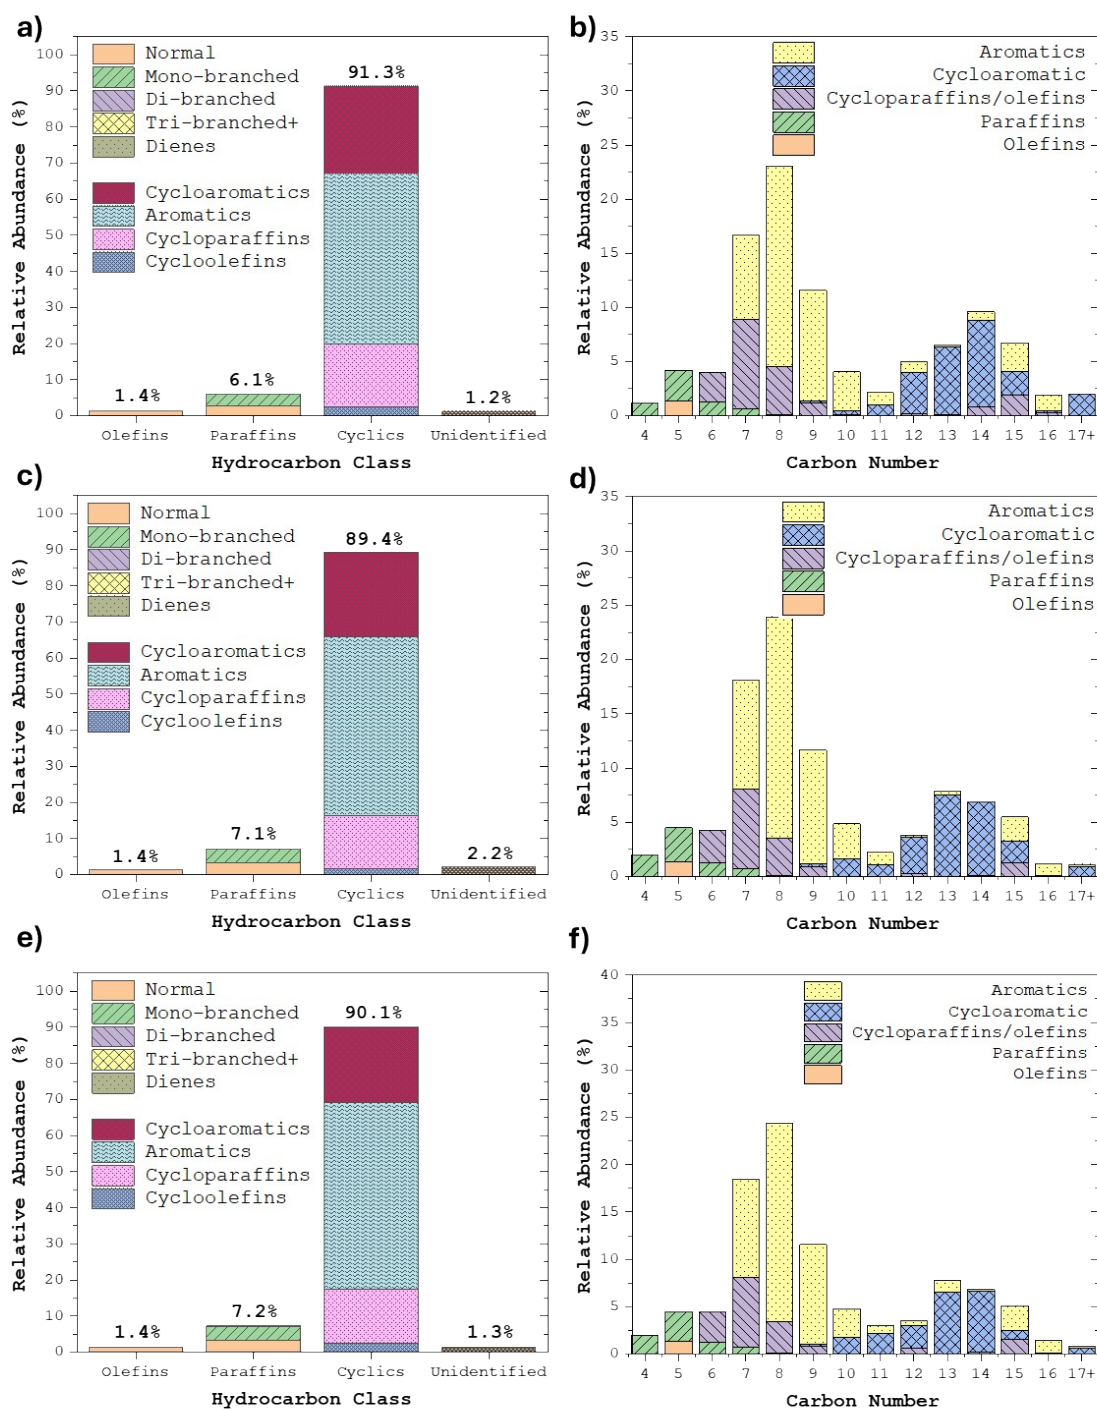 a)
100
90
80
70
60
50
40
30
20
10
0
Relative Abundance (%)
Normal
Mono-branched
Di-branched
Tri-branched+
Dienes
Cycloaromatics
Aromatics
Cycloparaffins
Cycloolefins
1.4%
6.1%
91.3%
1.2%
Olefins Paraffins Cyclics Unidentified
Hydrocarbon Class
b)
35
30
25
20
15
10
5
0
Relative Abundance (%)
Aromatics
Cycloaromatic
Cycloparaffins/olefins
Paraffins
Olefins
4 5 6 7 8 9 10 11 12 13 14 15 16 17+
Carbon Number
c)
100
90
80
70
60
50
40
30
20
10
0
Relative Abundance (%)
Normal
Mono-branched
Di-branched
Tri-branched+
Dienes
Cycloaromatics
Aromatics
Cycloparaffins
Cycloolefins
1.4%
7.1%
89.4%
2.2%
Olefins Paraffins Cyclics Unidentified
Hydrocarbon Class
d)
35
30
25
20
15
10
5
0
Relative Abundance (%)
Aromatics
Cycloaromatic
Cycloparaffins/olefins
Paraffins
Olefins
4 5 6 7 8 9 10 11 12 13 14 15 16 17+
Carbon Number
e)
100
90
80
70
60
50
40
30
20
10
0
Relative Abundance (%)
Normal
Mono-branched
Di-branched
Tri-branched+
Dienes
Cycloaromatics
Aromatics
Cycloparaffins
Cycloolefins
1.4%
7.2%
90.1%
1.3%
Olefins Paraffins Cyclics Unidentified
Hydrocarbon Class
f)
40
35
30
25
20
15
10
5
0
Relative Abundance (%)
Aromatics
Cycloaromatic
Cycloparaffins/olefins
Paraffins
Olefins
4 5 6 7 8 9 10 11 12 13 14 15 16 17+
Carbon Number